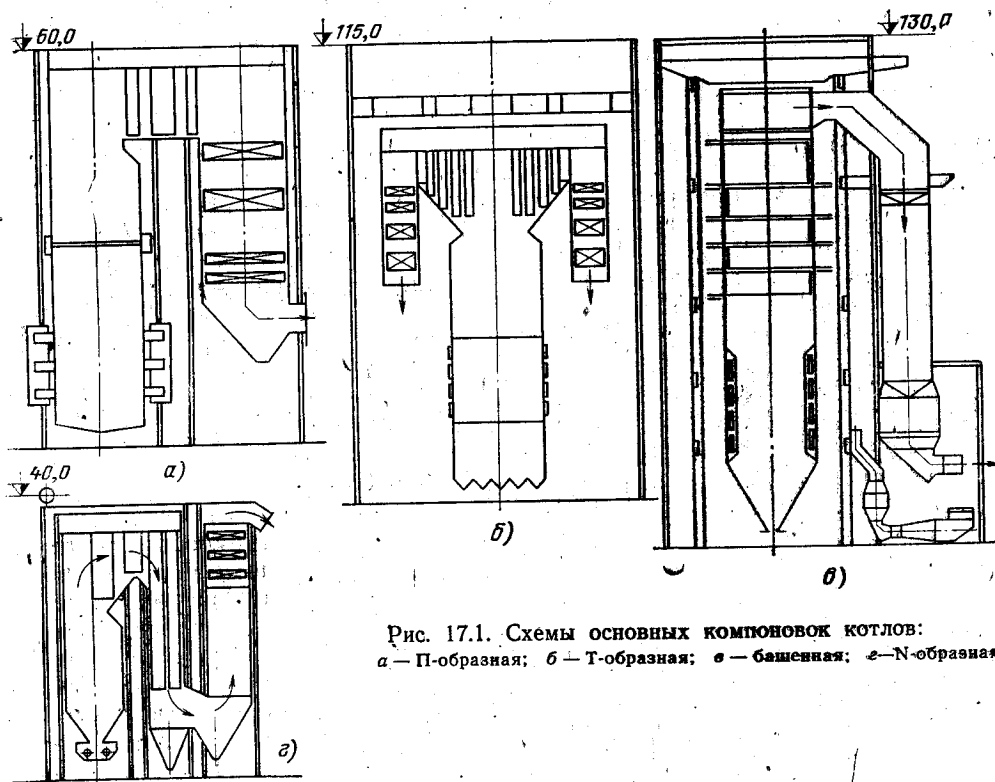 60,0
115,0
130,0
а)
40,0
б)
в)
г)
Рис. 17.1. Схемы основных компоновок котлов:
а — П-образная; б — Т-образная; в — башенная; г — N-образная